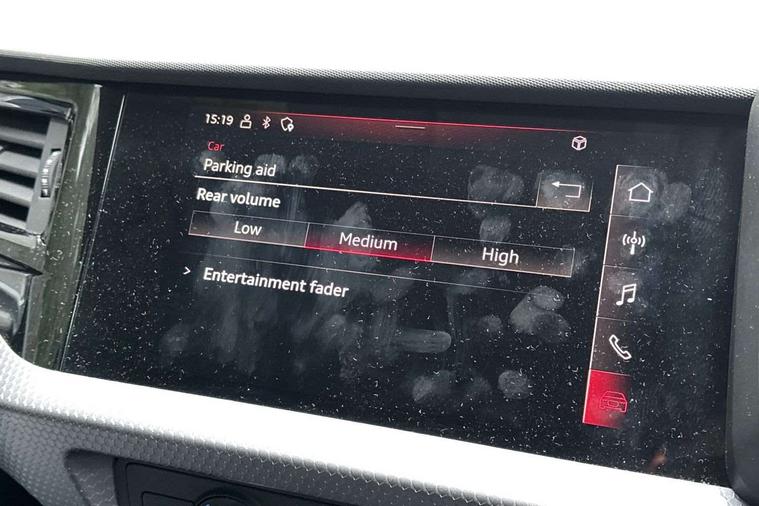 15:19
Car
Parking aid
Rear volume
Low Medium High
> Entertainment fader